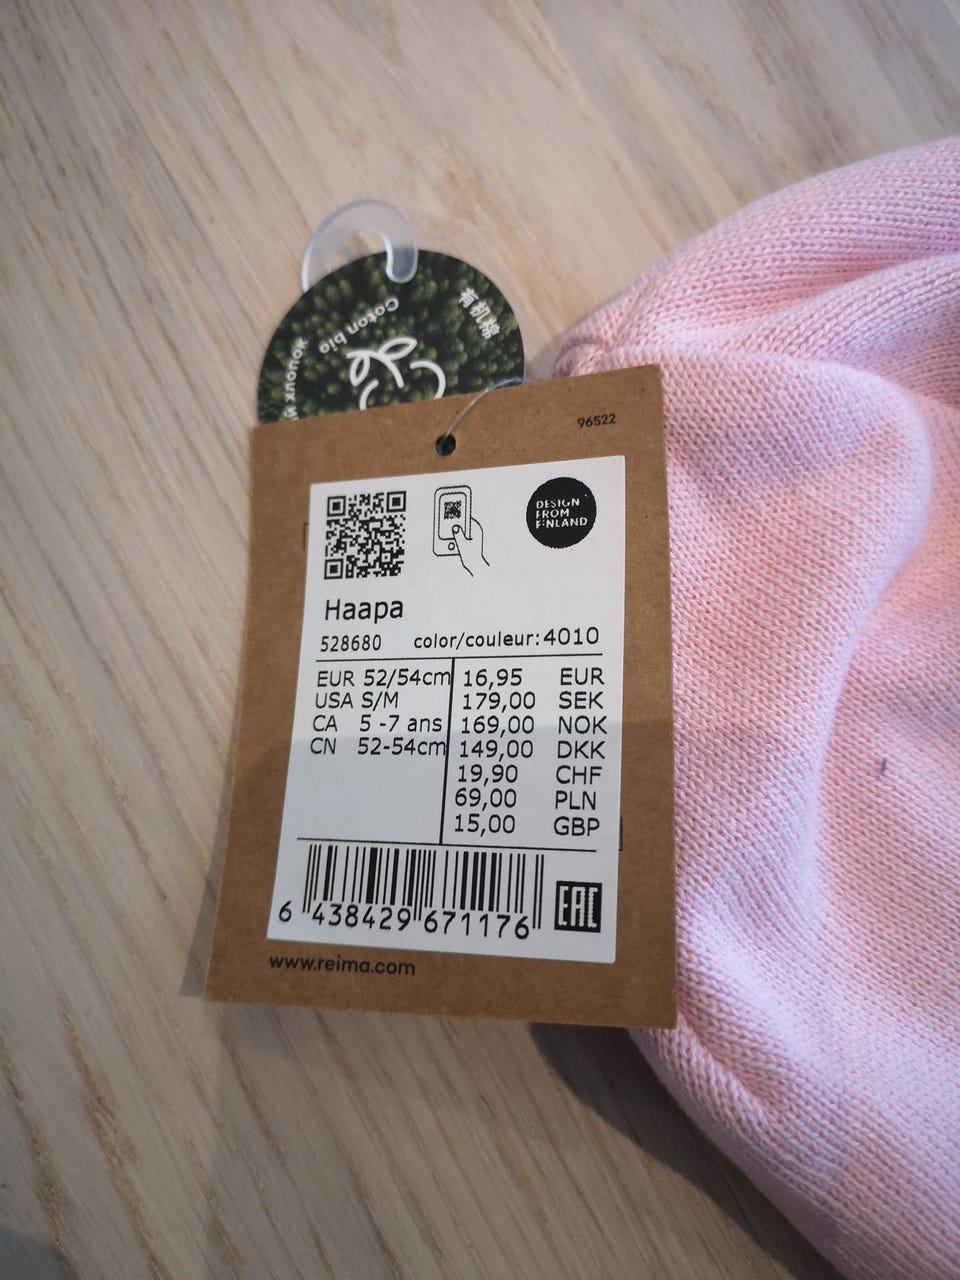 有机棉
Coton bio
96522
DESIGN
FROM
FINLAND
Haapa
528680 color/couleur: 4010
EUR 52/54cm 16,95 EUR
USA S/M 179,00 SEK
CA 5 -7 ans 169,00 NOK
CN 52-54cm 149,00 DKK
19,90 CHF
69,00 PLN
15,00 GBP
6 438429 671176
EAC
www.reima.com